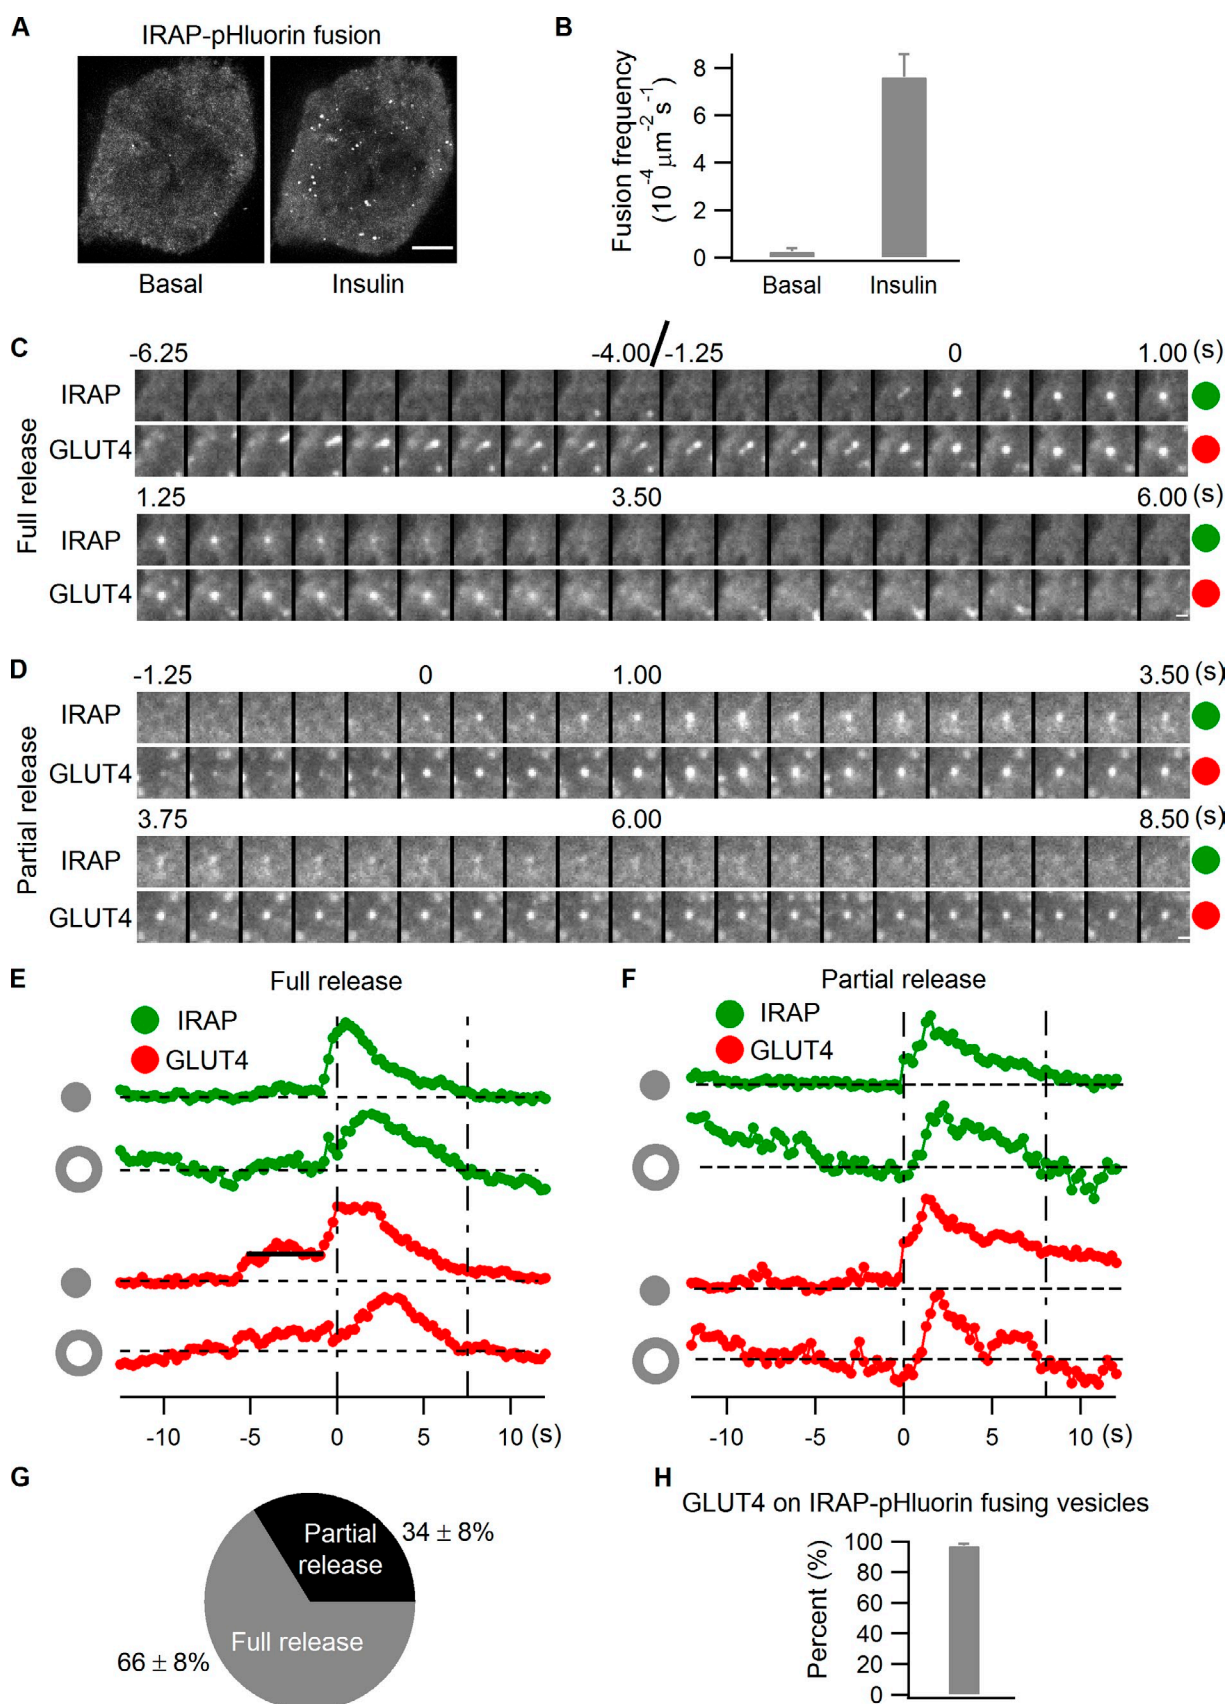 A
IRAP-pHluorin fusion
Basal
Insulin
B
Fusion frequency
(10⁻⁴ μm⁻² s⁻¹)
8
6
4
2
0
Basal
Insulin
C
-6.25
-4.00
-1.25
0
1.00 (s)
Full release
IRAP
GLUT4
1.25
3.50
6.00 (s)
IRAP
GLUT4
D
-1.25
0
1.00
3.50 (s)
Partial release
IRAP
GLUT4
3.75
6.00
8.50 (s)
IRAP
GLUT4
E
Full release
IRAP
GLUT4
-10
-5
0
5
10 (s)
F
Partial release
IRAP
GLUT4
-10
-5
0
5
10 (s)
G
Partial
release
34 ± 8%
Full release
66 ± 8%
H
GLUT4 on IRAP-pHluorin fusing vesicles
Percent (%)
100
80
60
40
20
0